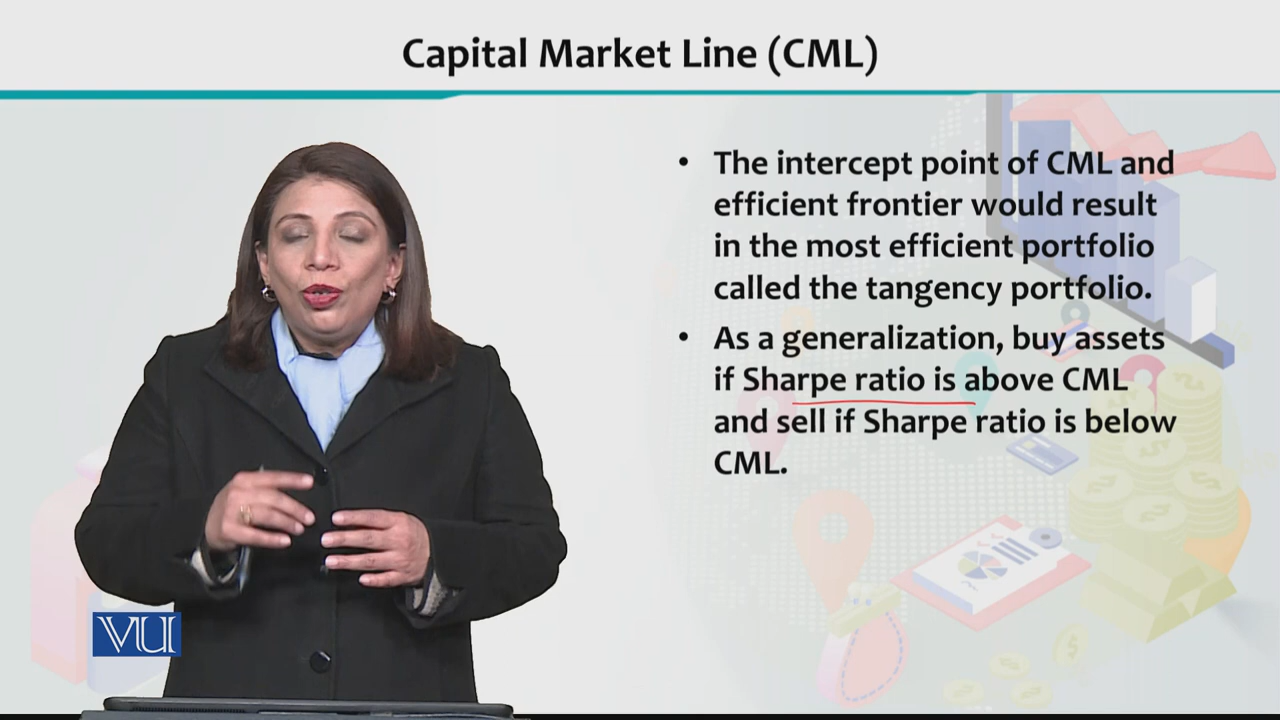 Capital Market Line (CML)
• The intercept point of CML and
efficient frontier would result
in the most efficient portfolio
called the tangency portfolio.
• As a generalization, buy assets
if Sharpe ratio is above CML
and sell if Sharpe ratio is below
CML.
VU